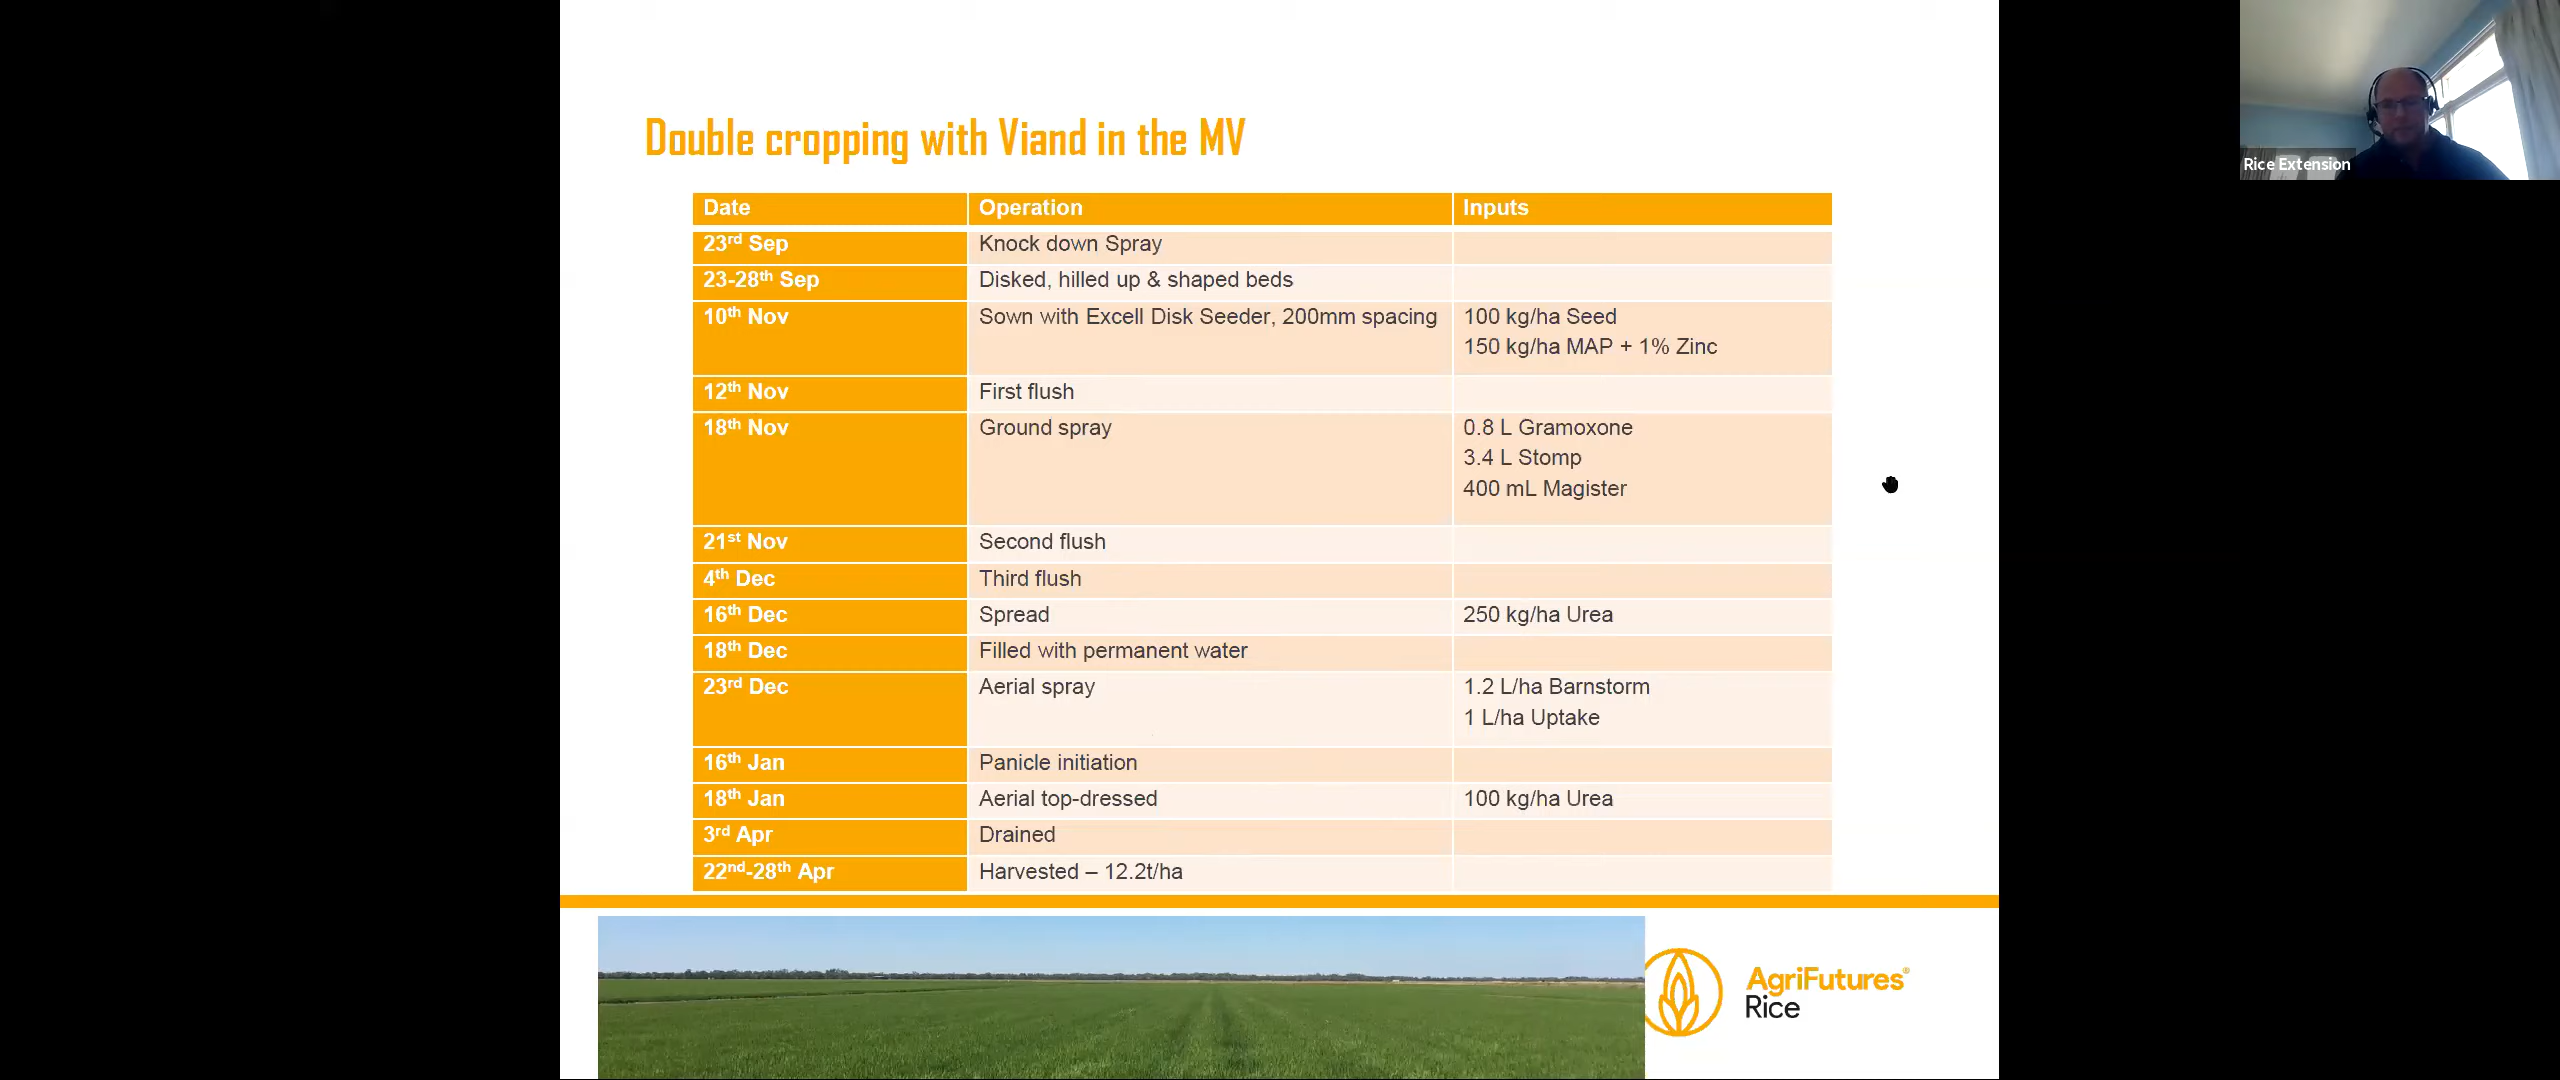 Double cropping with Viand in the MV
Rice Extension
Date Operation Inputs
23rd Sep Knock down Spray
23-28th Sep Disked, hilled up & shaped beds
10th Nov Sown with Excell Disk Seeder, 200mm spacing 100 kg/ha Seed
150 kg/ha MAP + 1% Zinc
12th Nov First flush
18th Nov Ground spray 0.8 L Gramoxone
3.4 L Stomp
400 mL Magister
21st Nov Second flush
4th Dec Third flush
16th Dec Spread 250 kg/ha Urea
18th Dec Filled with permanent water
23rd Dec Aerial spray 1.2 L/ha Barnstorm
1 L/ha Uptake
16th Jan Panicle initiation
18th Jan Aerial top-dressed 100 kg/ha Urea
3rd Apr Drained
22nd-28th Apr Harvested – 12.2t/ha
AgriFutures®
Rice